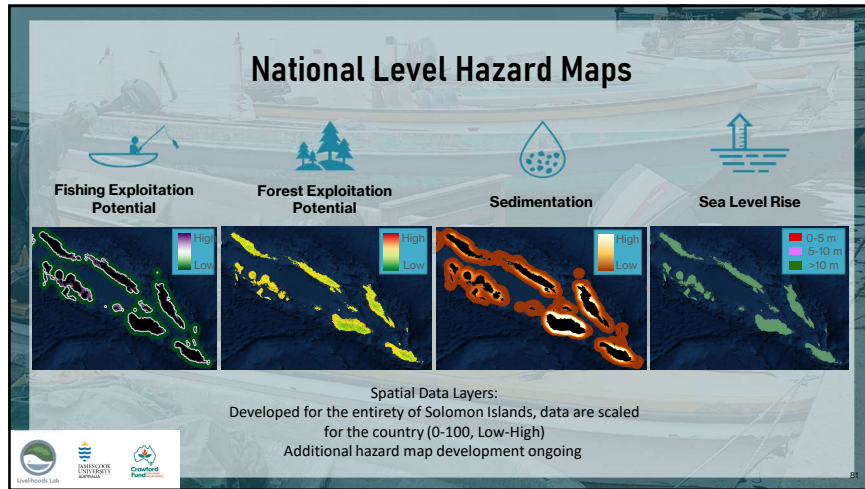 National Level Hazard Maps
Fishing Exploitation
Potential
Forest Exploitation
Potential
Sedimentation
Sea Level Rise
High
Low
High
Low
High
Low
0-5 m
5-10 m
>10 m
Spatial Data Layers:
Developed for the entirety of Solomon Islands, data are scaled
for the country (0-100, Low-High)
Additional hazard map development ongoing
Livelihoods Lab
JAMES COOK
UNIVERSITY
AUSTRALIA
Crawford
Fund
81